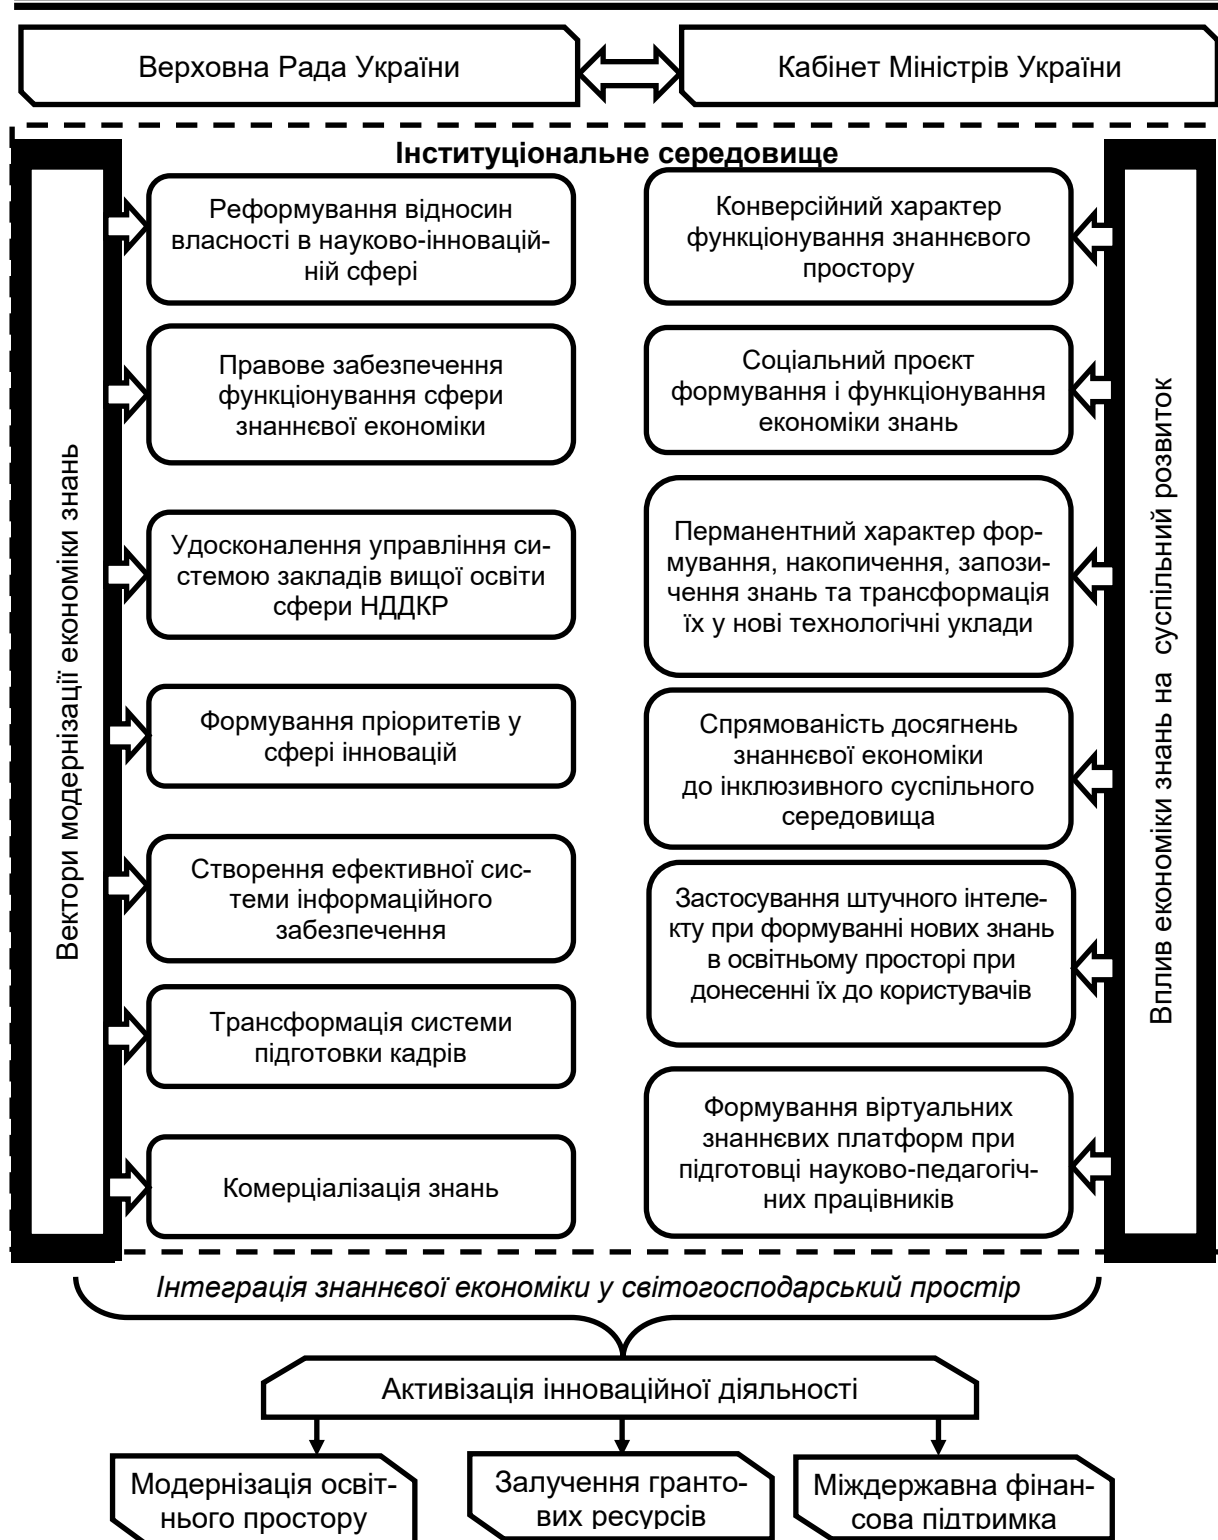 Верховна Рада України
Кабінет Міністрів України
Інституціональне середовище
Вектори модернізації економіки знань
Реформування відносин
власності в науково-інновацій-
ній сфері
Правове забезпечення
функціонування сфери
знаннєвої економіки
Удосконалення управління си-
стемою закладів вищої освіти
сфери НДДКР
Формування пріоритетів у
сфері інновацій
Створення ефективної сис-
теми інформаційного
забезпечення
Трансформація системи
підготовки кадрів
Комерціалізація знань
Конверсійний характер
функціонування знаннєвого
простору
Соціальний проєкт
формування і функціонування
економіки знань
Перманентний характер фор-
мування, накопичення, запози-
чення знань та трансформація
їх у нові технологічні уклади
Спрямованість досягнень
знаннєвої економіки
до інклюзивного суспільного
середовища
Застосування штучного інтеле-
кту при формуванні нових знань
в освітньому просторі при
донесенні їх до користувачів
Формування віртуальних
знаннєвих платформ при
підготовці науково-педагогіч-
них працівників
Вплив економіки знань на суспільний розвиток
Інтеграція знаннєвої економіки у світогосподарський простір
Активізація інноваційної діяльності
Модернізація освіт-
нього простору
Залучення гранто-
вих ресурсів
Міждержавна фінан-
сова підтримка